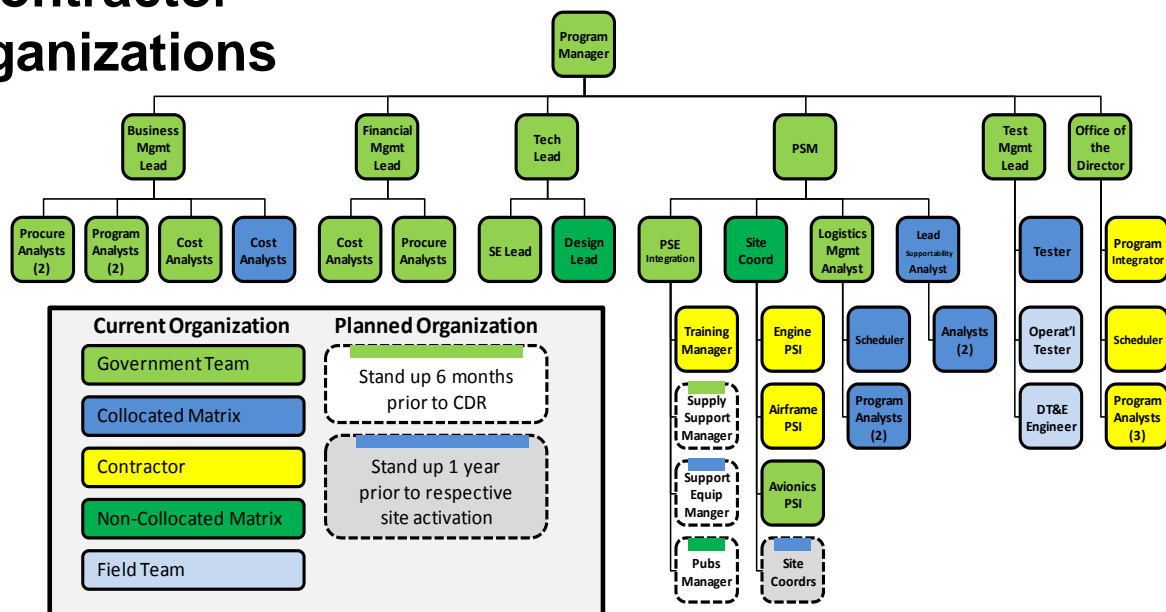 ontractor
ganizations
Program
Manager
Business
Mgmt
Lead
Financial
Mgmt
Lead
Tech
Lead
PSM
Test
Mgmt
Lead
Office of
the
Director
Procure
Analysts
(2)
Program
Analysts
(2)
Cost
Analysts
Cost
Analysts
Cost
Analysts
Procure
Analysts
SE Lead
Design
Lead
PSE
Integration
Site
Coord
Logistics
Mgmt
Analyst
Lead
Supportability
Analyst
Tester
Program
Integrator
Training
Manager
Engine
PSI
Scheduler
Analysts
(2)
Operat'l
Tester
Scheduler
Supply
Support
Manager
Airframe
PSI
Program
Analysts
(2)
DT&E
Engineer
Program
Analysts
(3)
Support
Equip
Manger
Avionics
PSI
Pubs
Manager
Site
Coordrs
Current Organization
Government Team
Collocated Matrix
Contractor
Non-Collocated Matrix
Field Team
Planned Organization
Stand up 6 months
prior to CDR
Stand up 1 year
prior to respective
site activation